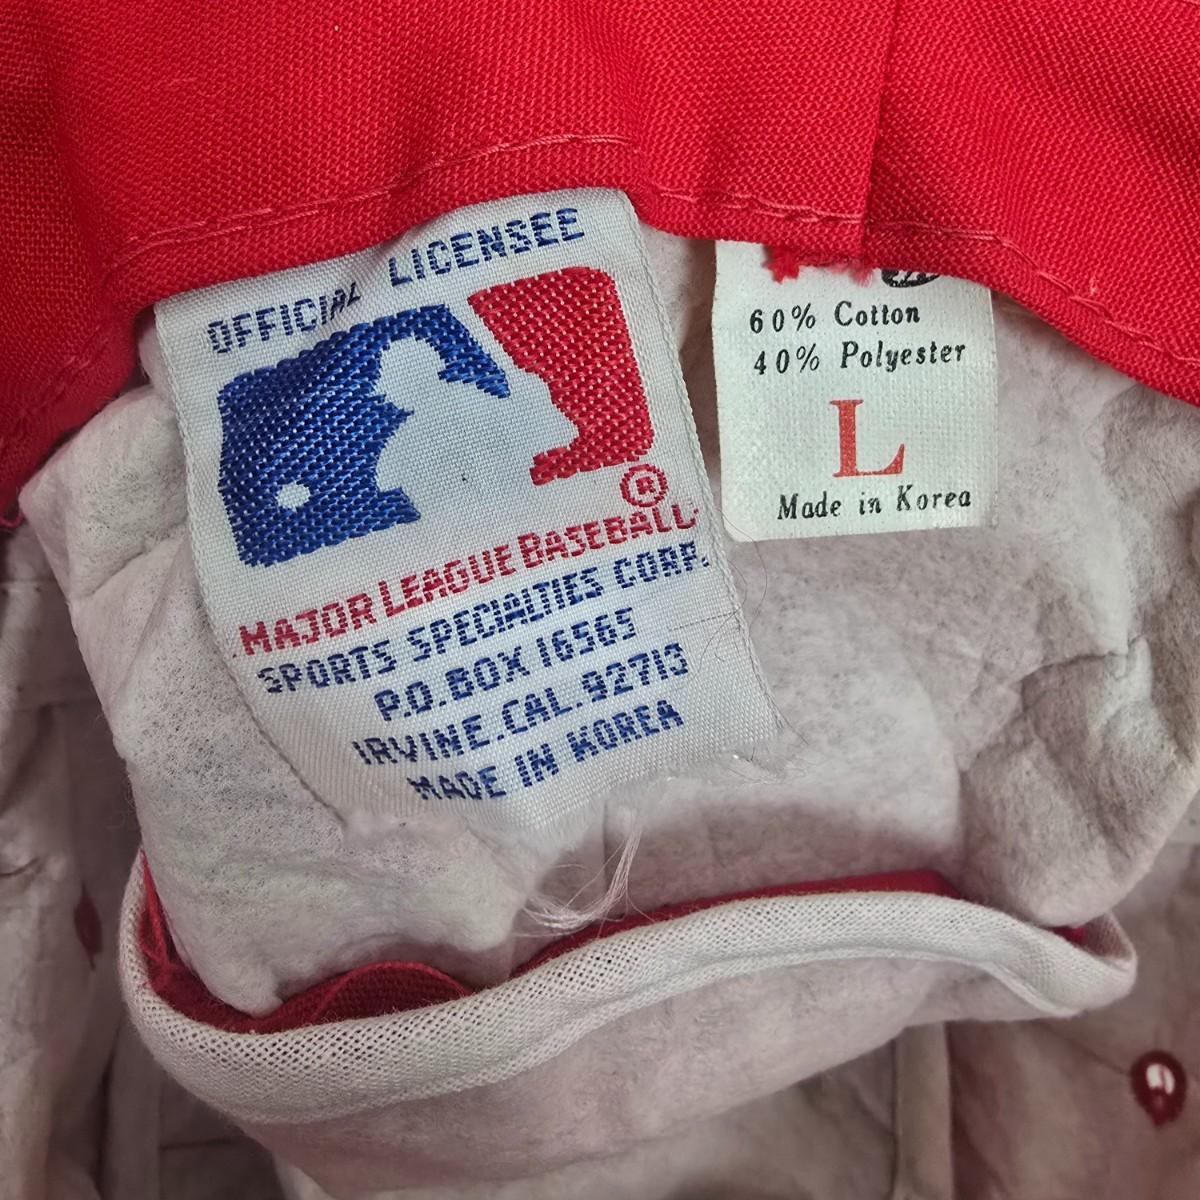 OFFICIAL LICENSEE
®
MAJOR LEAGUE BASEBALL
SPORTS SPECIALTIES CORP.
P.O. BOX 16565
IRVINE. CAL. 92713
MADE IN KOREA
60% Cotton
40% Polyester
L
Made in Korea